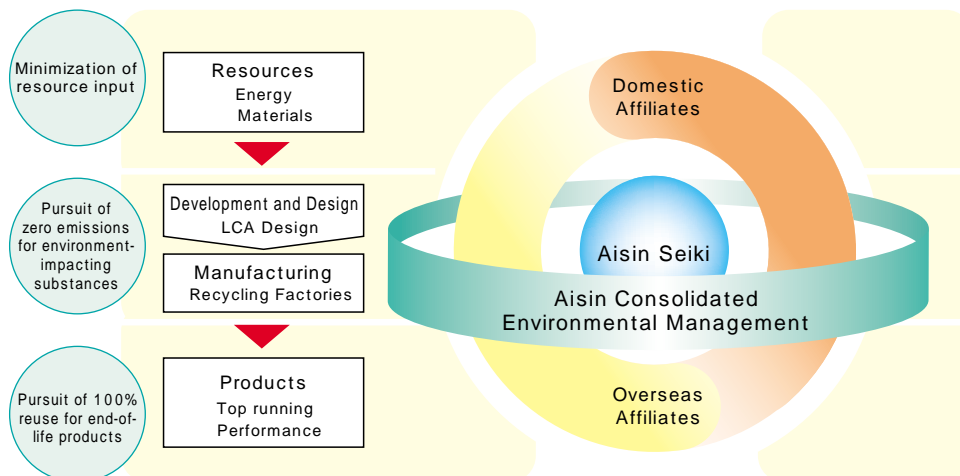 Minimization of
resource input
Resources
Energy
Materials
Pursuit of
zero emissions
for environment-
impacting
substances
Development and Design
LCA Design
Manufacturing
Recycling Factories
Pursuit of 100%
reuse for end-of-
life products
Products
Top running
Performance
Domestic
Affiliates
Aisin Seiki
Aisin Consolidated
Environmental Management
Overseas
Affiliates